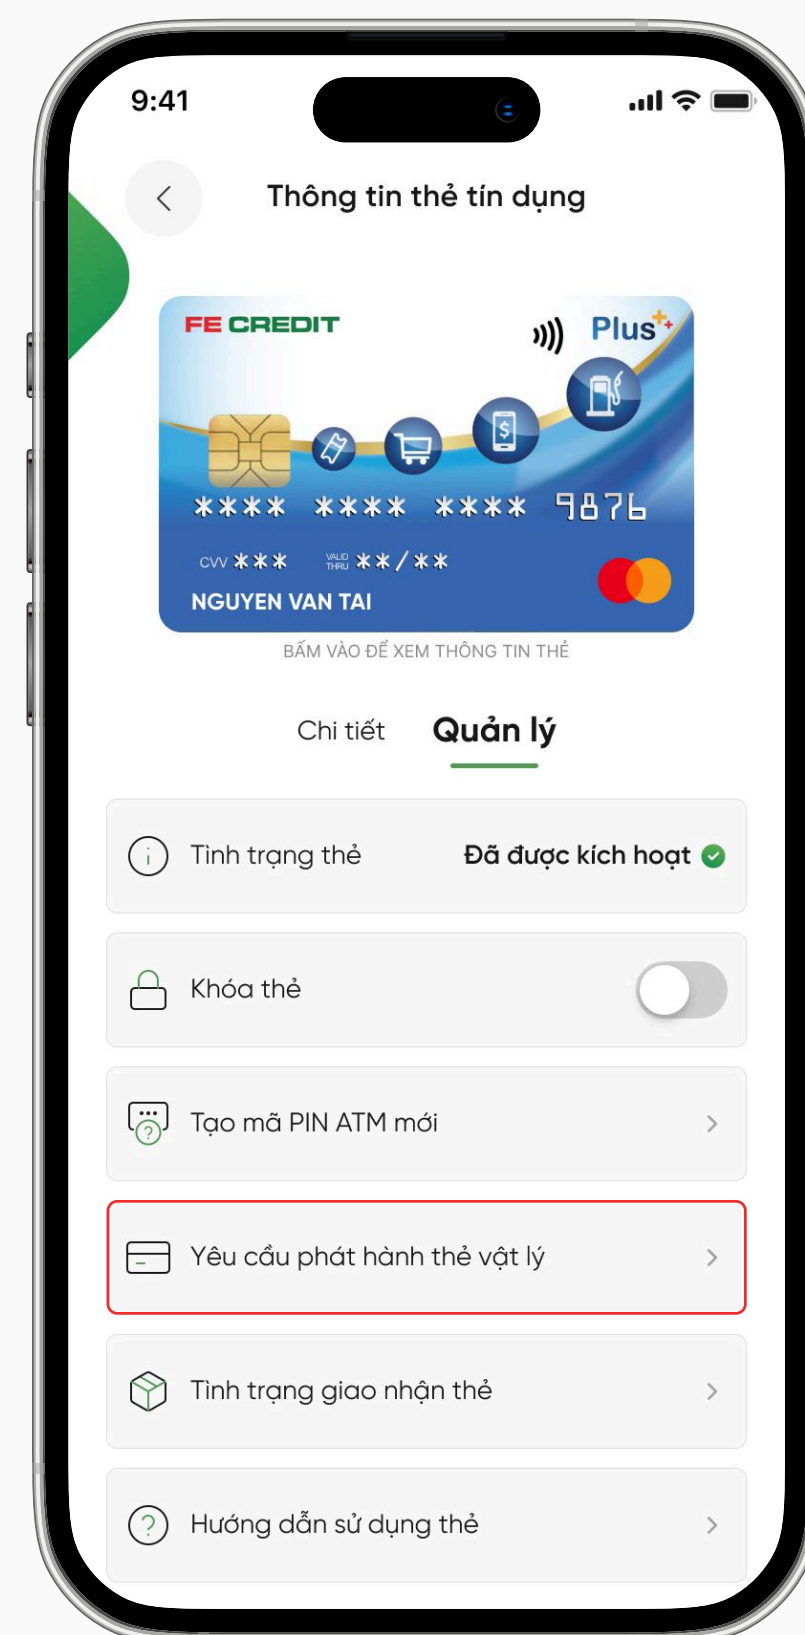 9:41
Thông tin thẻ tín dụng
FE CREDIT
Plus
$
**** **** **** 9876
CVV *** VALID THRU **/**
NGUYEN VAN TAI
BẤM VÀO ĐỂ XEM THÔNG TIN THẺ
Chi tiết Quản lý
Tình trạng thẻ Đã được kích hoạt
Khóa thẻ
Tạo mã PIN ATM mới
Yêu cầu phát hành thẻ vật lý
Tình trạng giao nhận thẻ
Hướng dẫn sử dụng thẻ